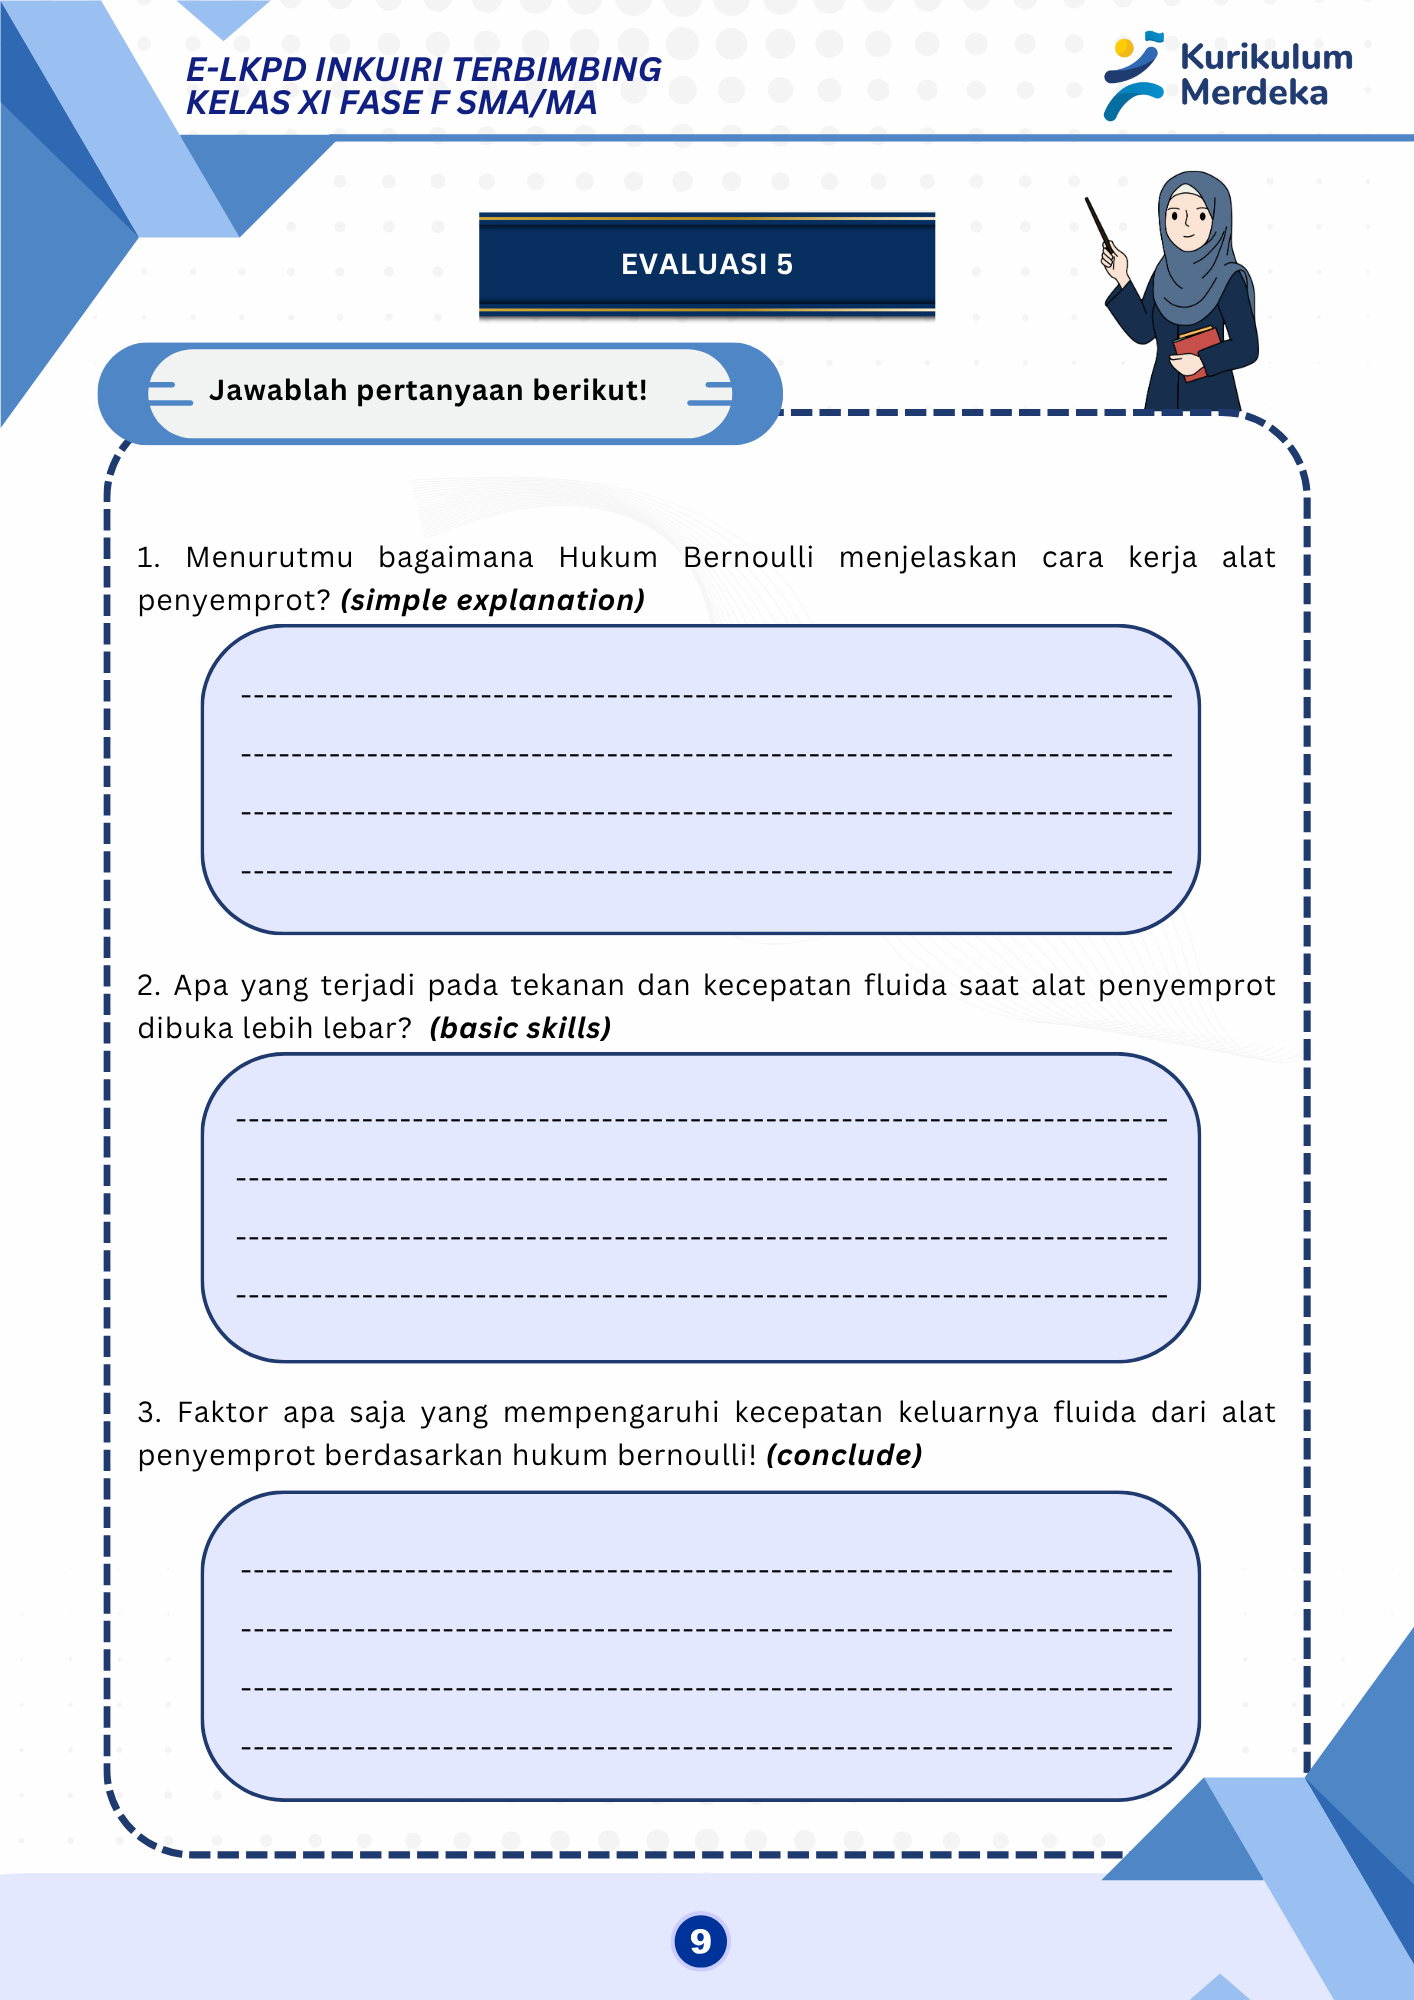 E-LKPD INKUIRI TERBIMBING
KELAS XI FASE F SMA/MA
Kurikulum
Merdeka
EVALUASI 5
Jawablah pertanyaan berikut!
1. Menurutmu bagaimana Hukum Bernoulli menjelaskan cara kerja alat
penyemprot? (simple explanation)
2. Apa yang terjadi pada tekanan dan kecepatan fluida saat alat penyemprot
dibuka lebih lebar? (basic skills)
3. Faktor apa saja yang mempengaruhi kecepatan keluarnya fluida dari alat
penyemprot berdasarkan hukum bernoulli! (conclude)
9